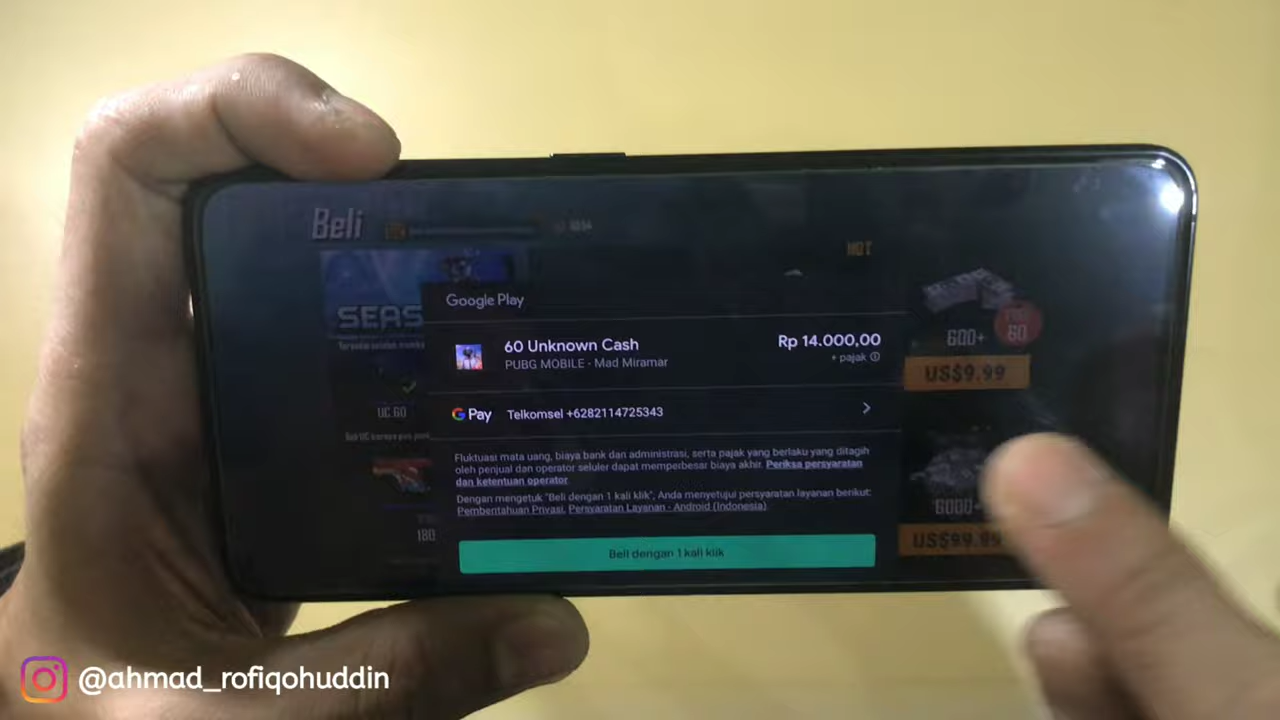 Beli
HOT
SEAS
Google Play
60 Unknown Cash
Rp 14.000,00
PUBG MOBILE - Mad Miramar
+ pajak
600+
60
US$9.99
UC 60
G Pay Telkomsel +6282114725343
Fluktuasi mata uang, biaya bank dan administrasi, serta pajak yang berlaku yang ditagih
oleh penjual dan operator seluler dapat memperbesar biaya akhir. Periksa persyaratan
dan ketentuan operator.
Dengan mengetuk "Beli dengan 1 kali klik", Anda menyetujui persyaratan layanan berikut:
Pemberitahuan Privasi, Persyaratan Layanan - Android (Indonesia)
6000+
180
US$99.99
Beli dengan 1 kali klik
@ahmad_rofiqohuddin